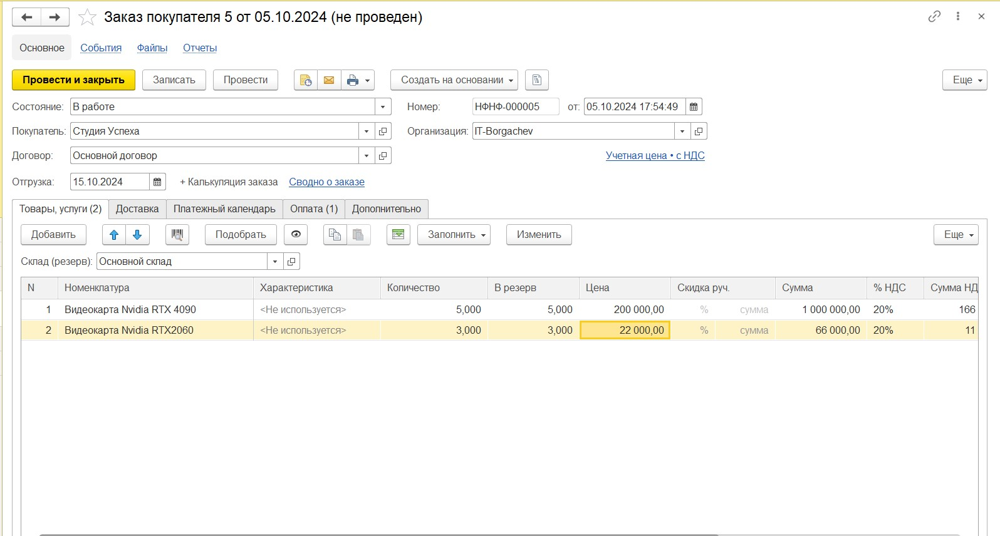 Заказ покупателя 5 от 05.10.2024 (не проведен)
Основное События Файлы Отчеты
Провести и закрыть Записать Провести Создать на основании Еще
Состояние: В работе Номер: НФНФ-000005 от: 05.10.2024 17:54:49
Покупатель: Студия Успеха Организация: IT-Borgachev
Договор: Основной договор Учетная цена • с НДС
Отгрузка: 15.10.2024 + Калькуляция заказа Сводно о заказе
Товары, услуги (2) Доставка Платежный календарь Оплата (1) Дополнительно
Добавить Подобрать Заполнить Изменить Еще
Склад (резерв): Основной склад
N Номенклатура Характеристика Количество В резерв Цена Скидка руч. Сумма % НДС Сумма НД
1 Видеокарта Nvidia RTX 4090 <Не используется> 5,000 5,000 200 000,00 % сумма 1 000 000,00 20% 166
2 Видеокарта Nvidia RTX2060 <Не используется> 3,000 3,000 22 000,00 % сумма 66 000,00 20% 11